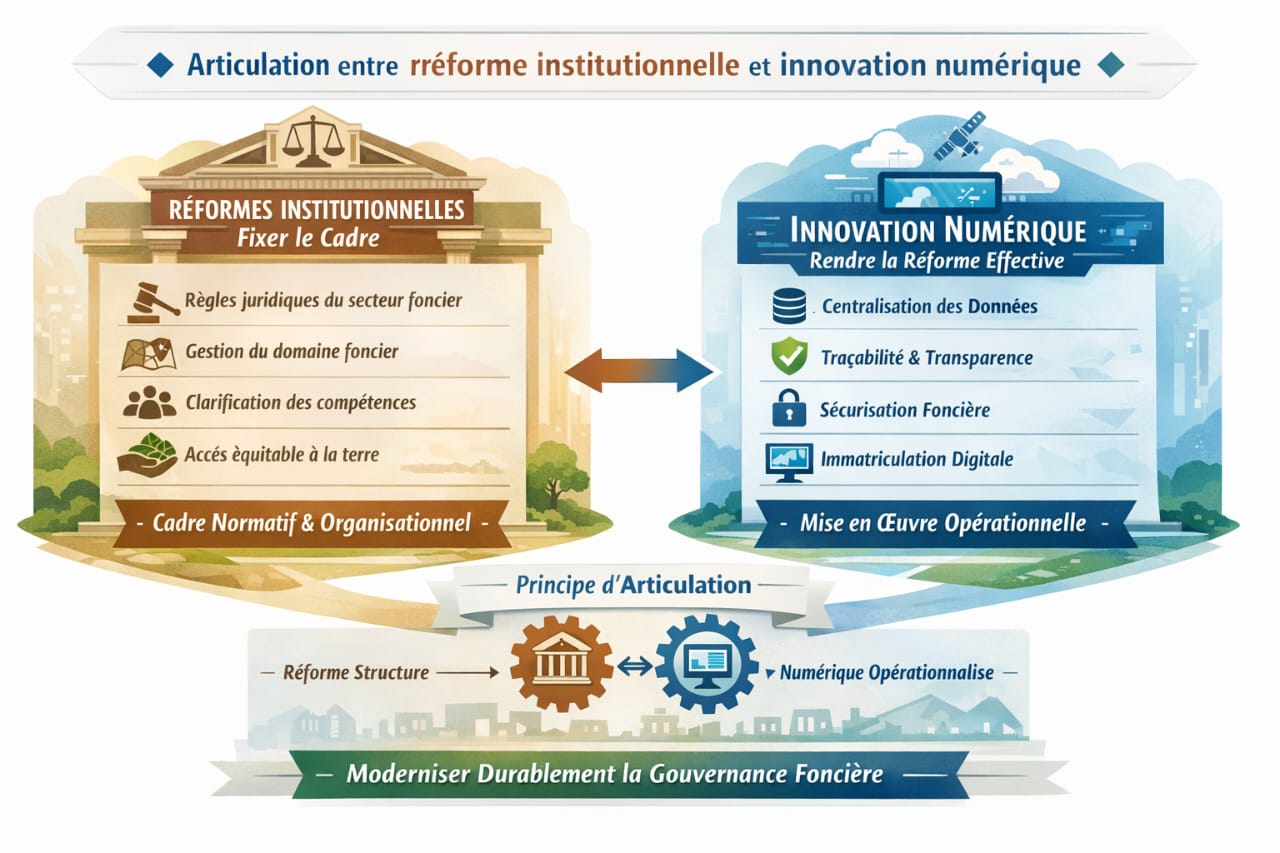 Articulation entre rréforme institutionnelle et innovation numérique
RÉFORMES INSTITUTIONNELLES
Fixer le Cadre
Règles juridiques du secteur foncier
Gestion du domaine foncier
Clarification des compétences
Accés èquitable à la terre
- Cadre Normatif & Organisationnel -
INNOVATION NUMÉRIQUE
Rendre la Réforme Effective
Centralisation des Données
Traçabilité & Transparence
Sécurisation Foncière
Immatriculation Digitale
- Mise en Œuvre Opérationnelle -
Principe d'Articulation
Réforme Structure
Numérique Opérationnalise
Moderniser Durablement la Gouvernance Foncière